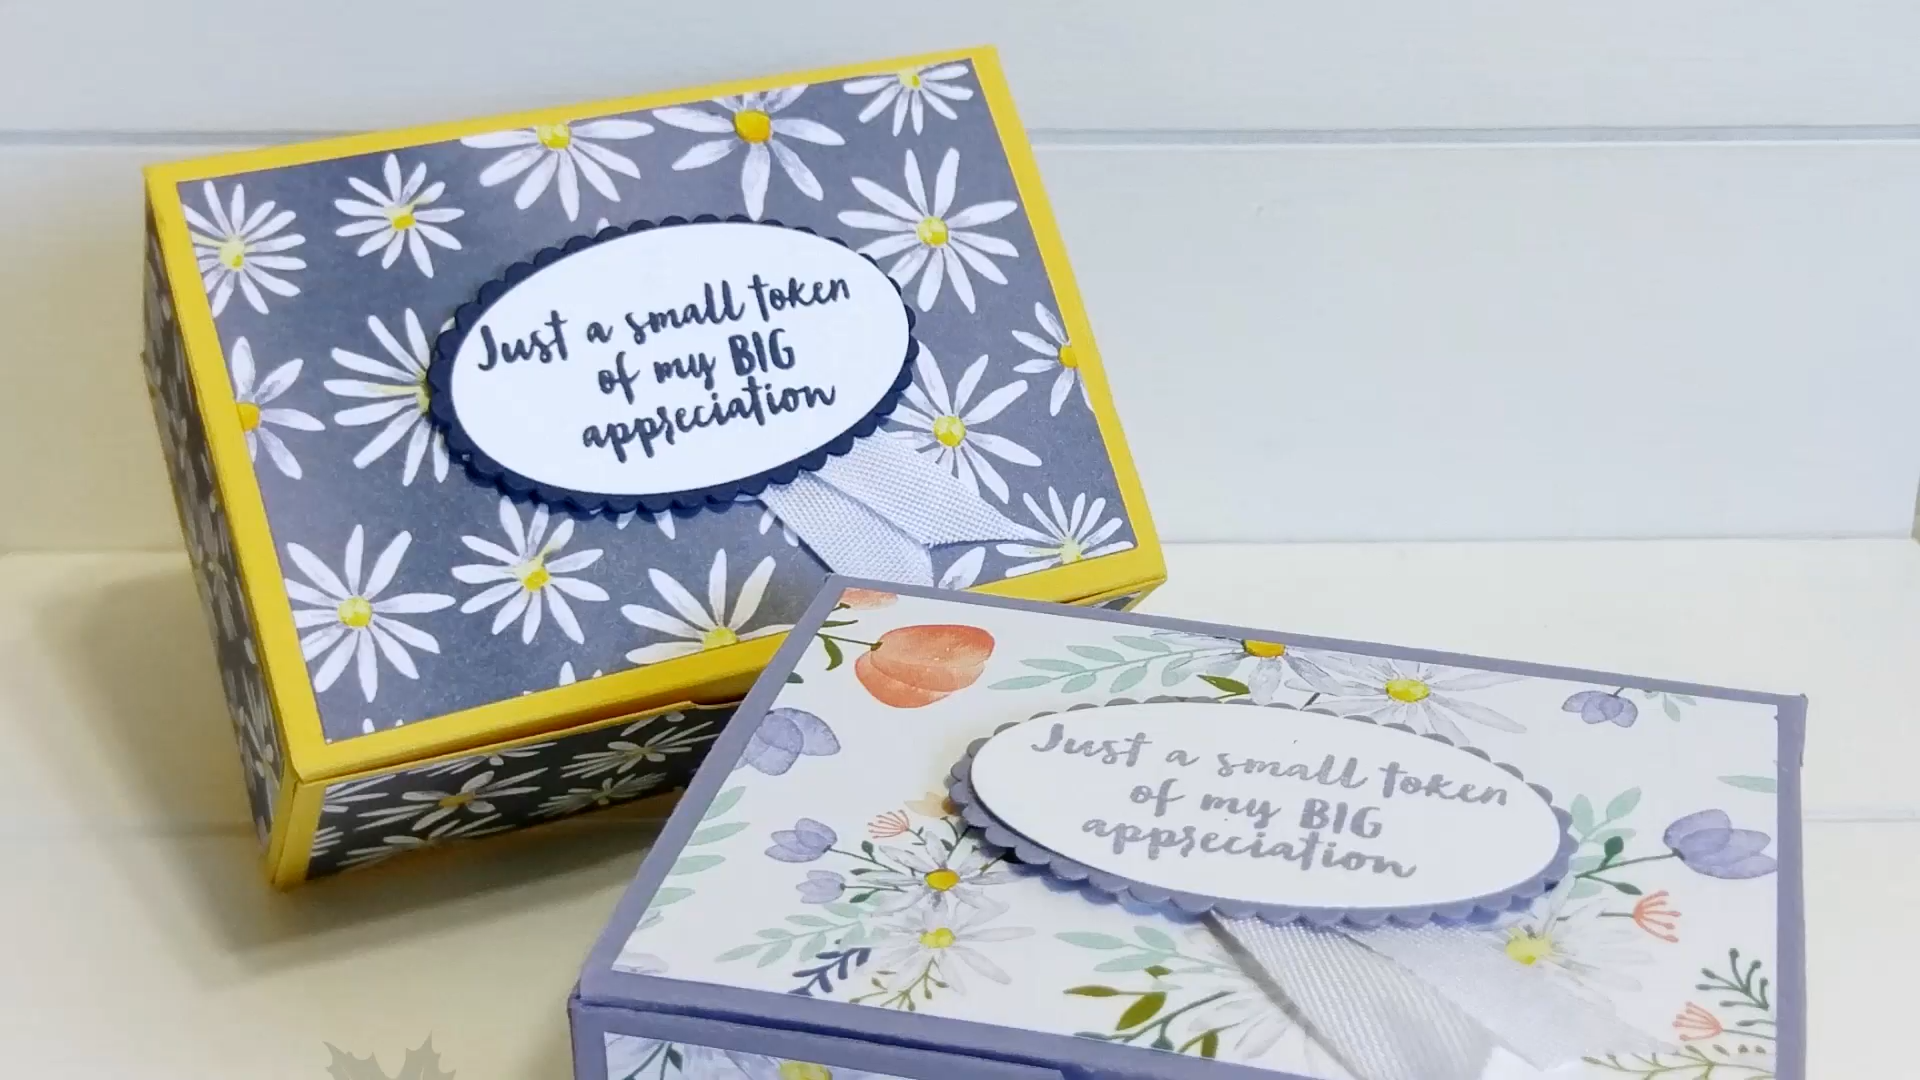 Just a small token
of my BIG
appreciation
Just a small token
of my BIG
appreciation